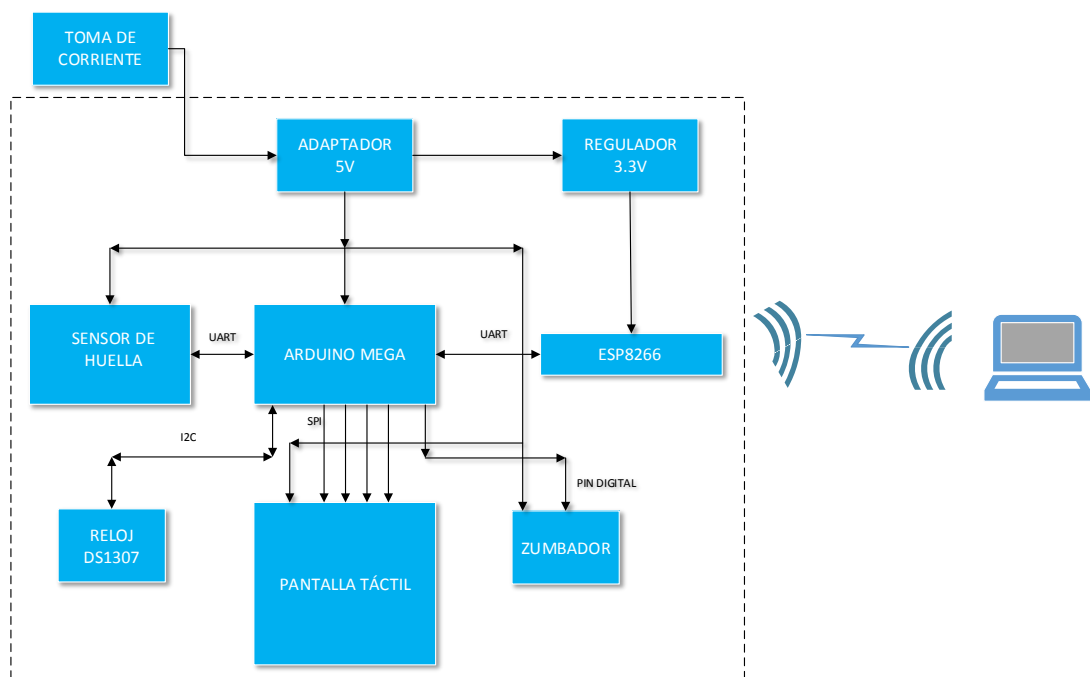 TOMA DE
CORRIENTE
ADAPTADOR
5V
REGULADOR
3.3V
SENSOR DE
HUELLA
UART
ARDUINO MEGA
UART
ESP8266
I2C
SPI
PIN DIGITAL
RELOJ
DS1307
PANTALLA TÁCTIL
ZUMBADOR